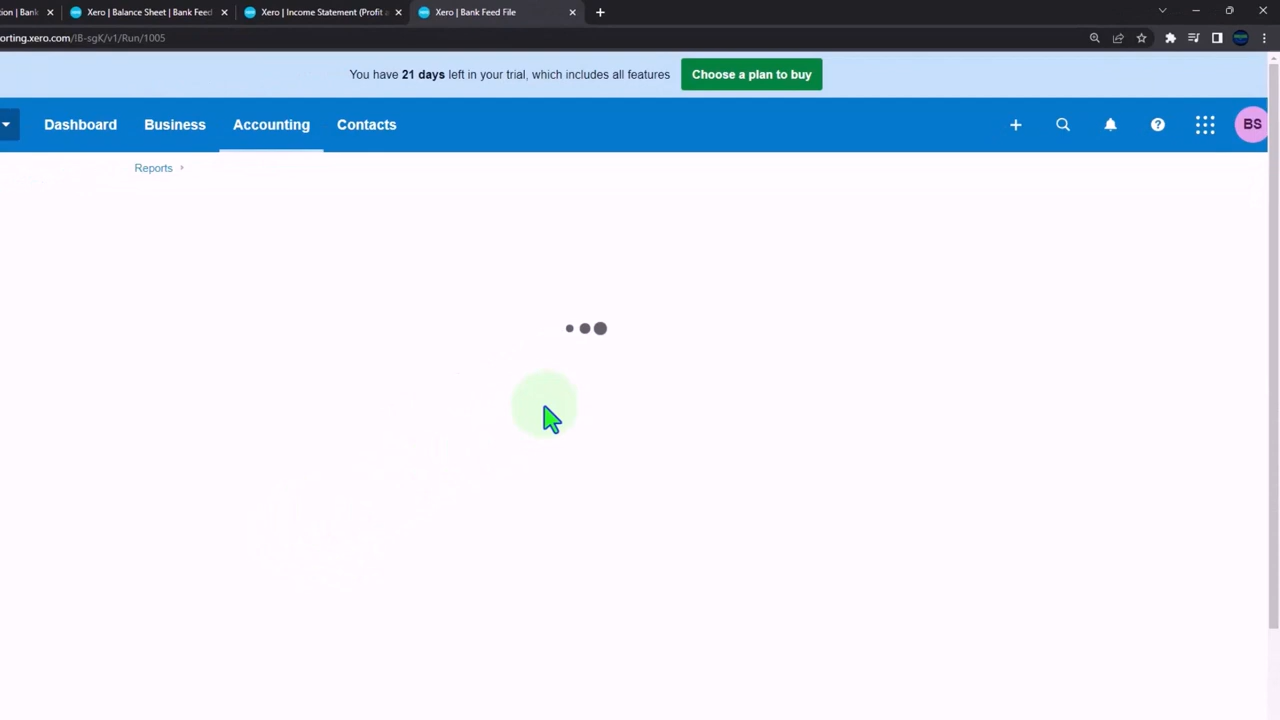 tion | Bank
Xero | Balance Sheet | Bank Feed
Xero | Income Statement (Profit a
Xero | Bank Feed File
orting.xero.com/!B-sgK/v1/Run/1005
You have 21 days left in your trial, which includes all features
Choose a plan to buy
Dashboard
Business
Accounting
Contacts
BS
Reports